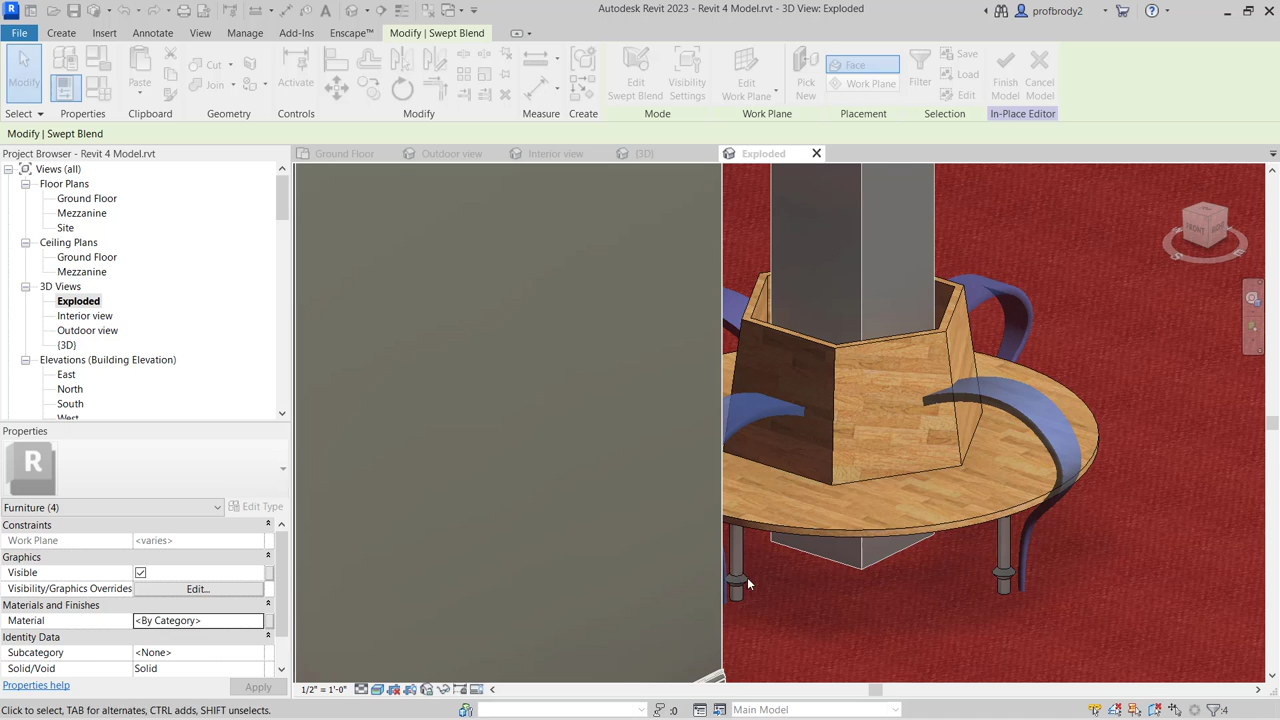 Autodesk Revit 2023 - Revit 4 Model.rvt - 3D View: Exploded
profbrody2
File Create Insert Annotate View Manage Add-Ins Enscape™ Modify | Swept Blend
Modify
Paste
Cut
Join
Activate
Edit Swept Blend
Visibility Settings
Edit Work Plane
Pick New
Face
Work Plane
Filter
Save
Load
Edit
Finish Model
Cancel Model
Select Properties Clipboard Geometry Controls Modify Measure Create Mode Work Plane Placement Selection In-Place Editor
Modify | Swept Blend
Project Browser - Revit 4 Model.rvt
Ground Floor Outdoor view Interior view {3D} Exploded
Views (all)
Floor Plans
Ground Floor
Mezzanine
Site
Ceiling Plans
Ground Floor
Mezzanine
3D Views
Exploded
Interior view
Outdoor view
{3D}
Elevations (Building Elevation)
East
North
South
West
FRONT
Properties
R
Furniture (4) Edit Type
Constraints
Work Plane <varies>
Graphics
Visible
Visibility/Graphics Overrides Edit...
Materials and Finishes
Material <By Category>
Identity Data
Subcategory <None>
Solid/Void Solid
Properties help Apply
1/2" = 1'-0"
Click to select, TAB for alternates, CTRL adds, SHIFT unselects.
:0
Main Model
:4